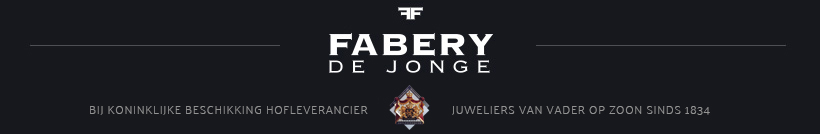 FABERY
DE JONGE
BIJ KONINKLIJKE BESCHIKKING HOFLEVERANCIER
JUWELIERS VAN VADER OP ZOON SINDS 1834